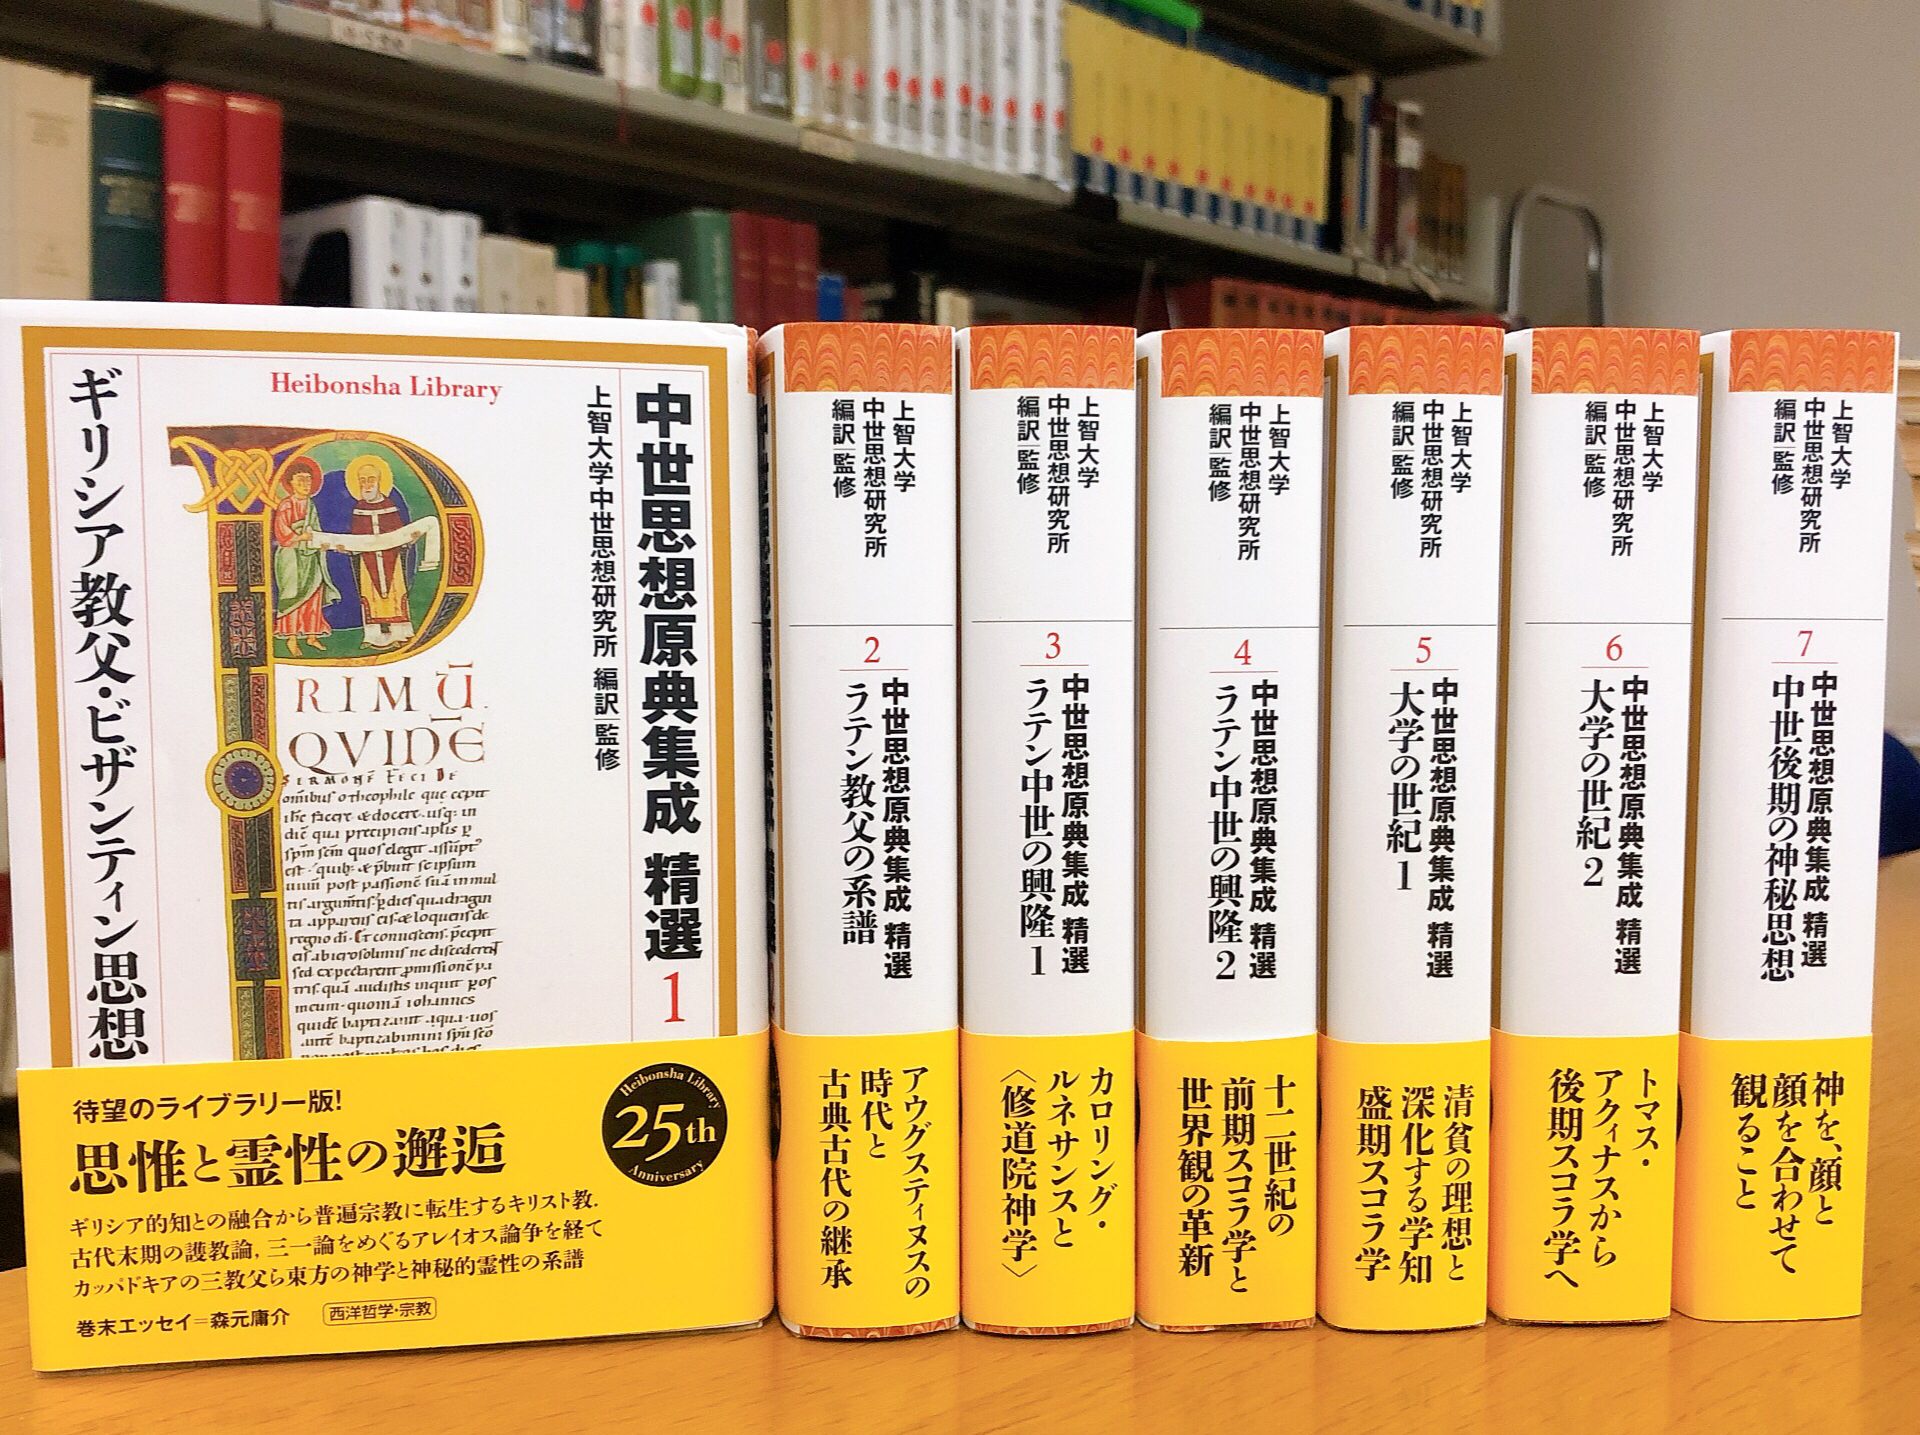 Heibonsha Library
中世思想原典集成 精選 1
上智大学中世思想研究所 編訳|監修
ギリシア教父・ビザンティン思想
RIMŪ
QVIDE
待望のライブラリー版!
思惟と霊性の邂逅
ギリシア的知との融合から普遍宗教に転生するキリスト教.
古代末期の護教論, 三一論をめぐるアレイオス論争を経て
カッパドキアの三教父ら東方の神学と神秘的霊性の系譜
巻末エッセイ=森元庸介
西洋哲学・宗教
Heibonsha Library
25th
Anniversary
上智大学
中世思想研究所
編訳|監修
2
中世思想原典集成 精選
ラテン教父の系譜
アウグスティヌスの
時代と
古典古代の継承
上智大学
中世思想研究所
編訳|監修
3
中世思想原典集成 精選
ラテン中世の興隆1
カロリング・
ルネサンスと
〈修道院神学〉
上智大学
中世思想研究所
編訳|監修
4
中世思想原典集成 精選
ラテン中世の興隆2
十二世紀の
前期スコラ学と
世界観の革新
上智大学
中世思想研究所
編訳|監修
5
中世思想原典集成 精選
大学の世紀1
清貧の理想と
深化する学知
盛期スコラ学
上智大学
中世思想研究所
編訳|監修
6
中世思想原典集成 精選
大学の世紀2
トマス・
アクィナスから
後期スコラ学へ
上智大学
中世思想研究所
編訳|監修
7
中世思想原典集成 精選
中世後期の神秘思想
神を、顔と
顔を合わせて
観ること